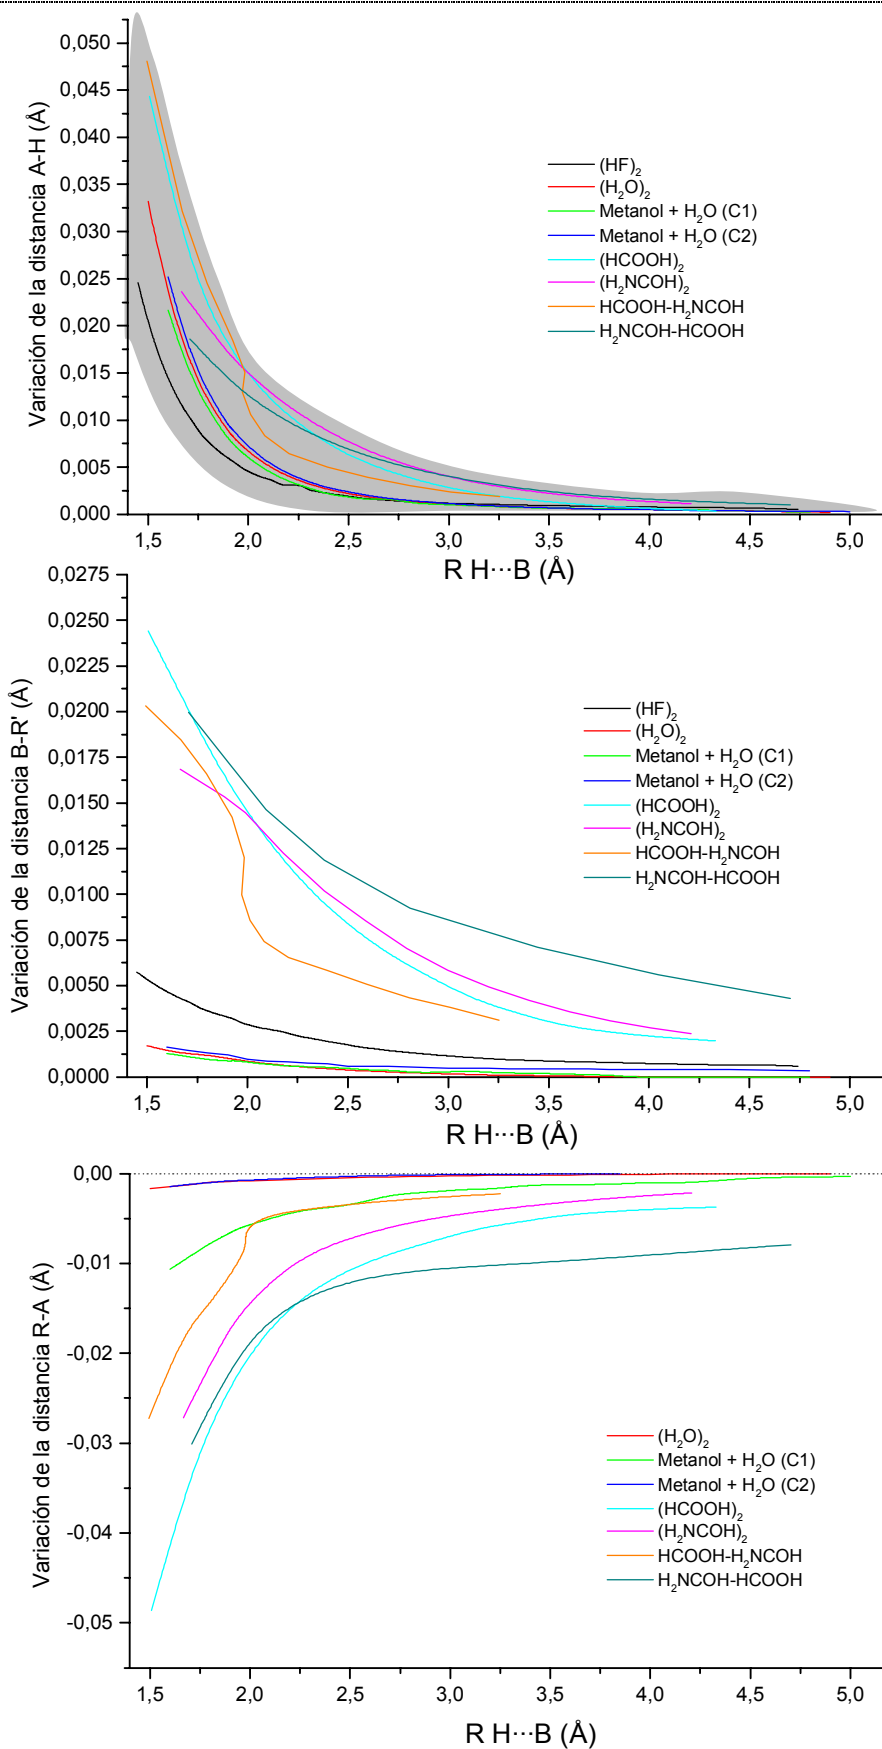 Variación de la distancia A-H (Å)
0,050
0,045
0,040
0,035
0,030
0,025
0,020
0,015
0,010
0,005
0,000
(HF)₂
(H₂O)₂
Metanol + H₂O (C1)
Metanol + H₂O (C2)
(HCOOH)₂
(H₂NCOH)₂
HCOOH-H₂NCOH
H₂NCOH-HCOOH
1,5 2,0 2,5 3,0 3,5 4,0 4,5 5,0
R H···B (Å)
Variación de la distancia B-R' (Å)
0,0275
0,0250
0,0225
0,0200
0,0175
0,0150
0,0125
0,0100
0,0075
0,0050
0,0025
0,0000
(HF)₂
(H₂O)₂
Metanol + H₂O (C1)
Metanol + H₂O (C2)
(HCOOH)₂
(H₂NCOH)₂
HCOOH-H₂NCOH
H₂NCOH-HCOOH
1,5 2,0 2,5 3,0 3,5 4,0 4,5 5,0
R H···B (Å)
Variación de la distancia R-A (Å)
0,00
-0,01
-0,02
-0,03
-0,04
-0,05
(H₂O)₂
Metanol + H₂O (C1)
Metanol + H₂O (C2)
(HCOOH)₂
(H₂NCOH)₂
HCOOH-H₂NCOH
H₂NCOH-HCOOH
1,5 2,0 2,5 3,0 3,5 4,0 4,5 5,0
R H···B (Å)